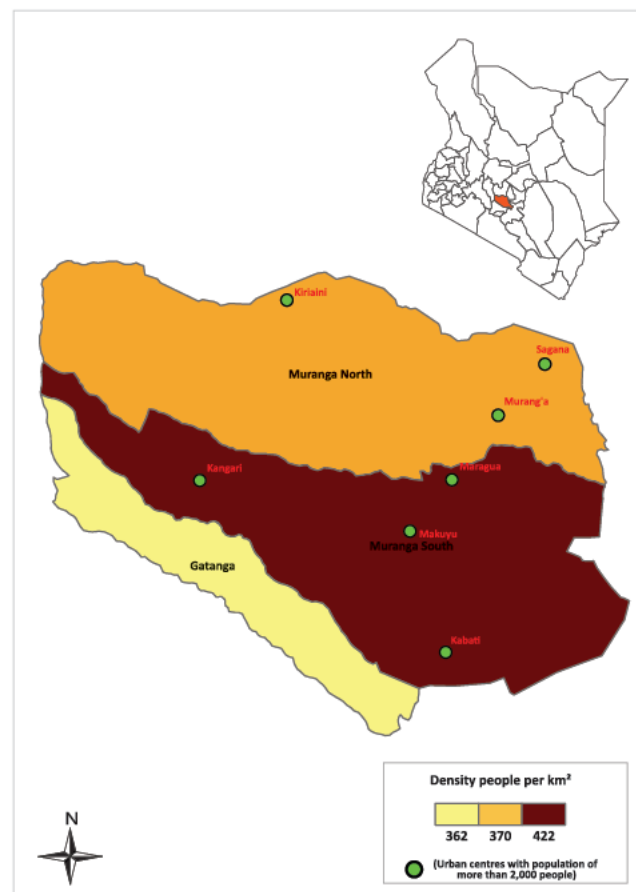 Kiriaini
Sagana
Muranga North
Murang'a
Kangari
Maragua
Makuyu
Muranga South
Gatanga
Kabati
Density people per km²
362 370 422
(Urban centres with population of
more than 2,000 people)
N